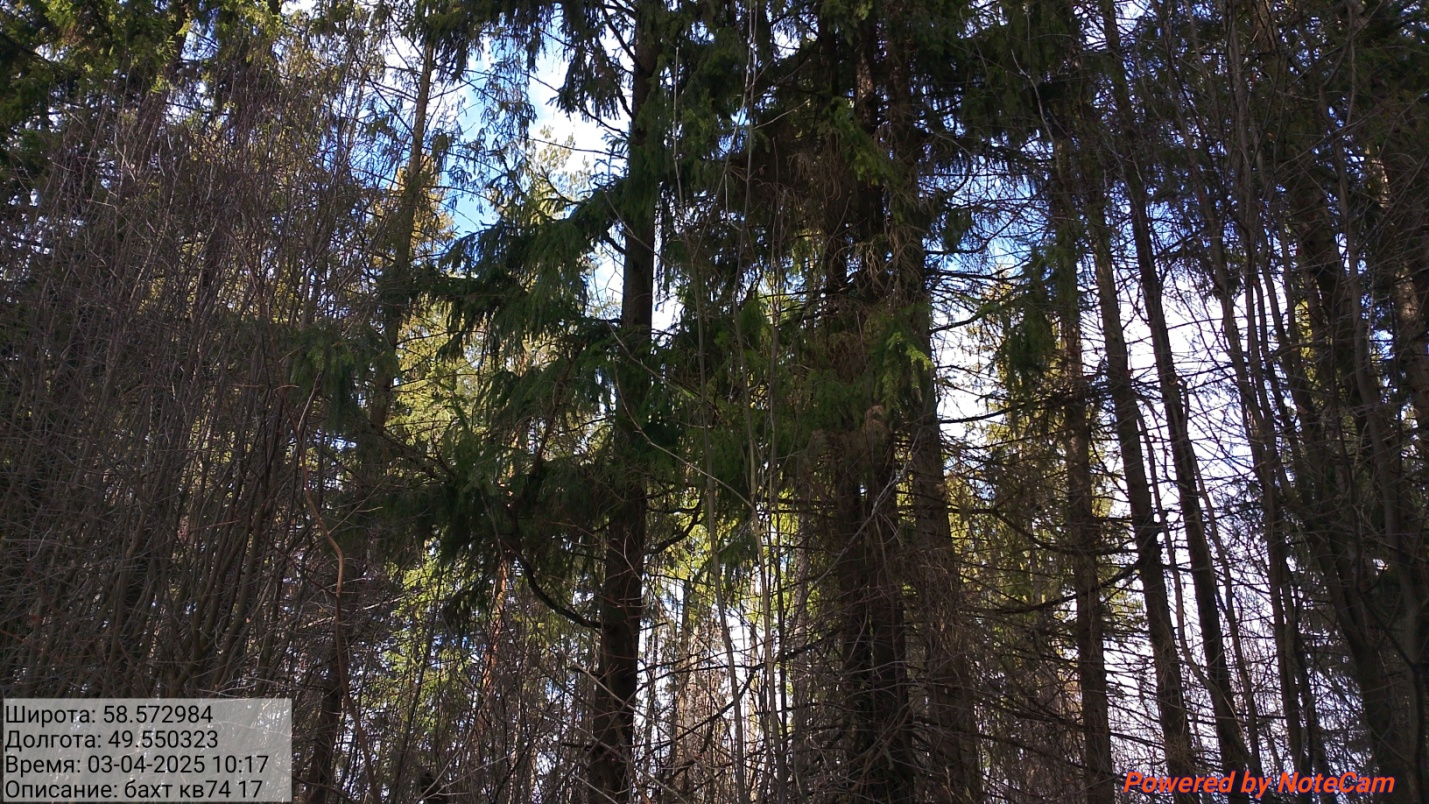 Широта: 58.572984
Долгота: 49.550323
Время: 03-04-2025 10:17
Описание: бахт кв74 17
Powered by NoteCam